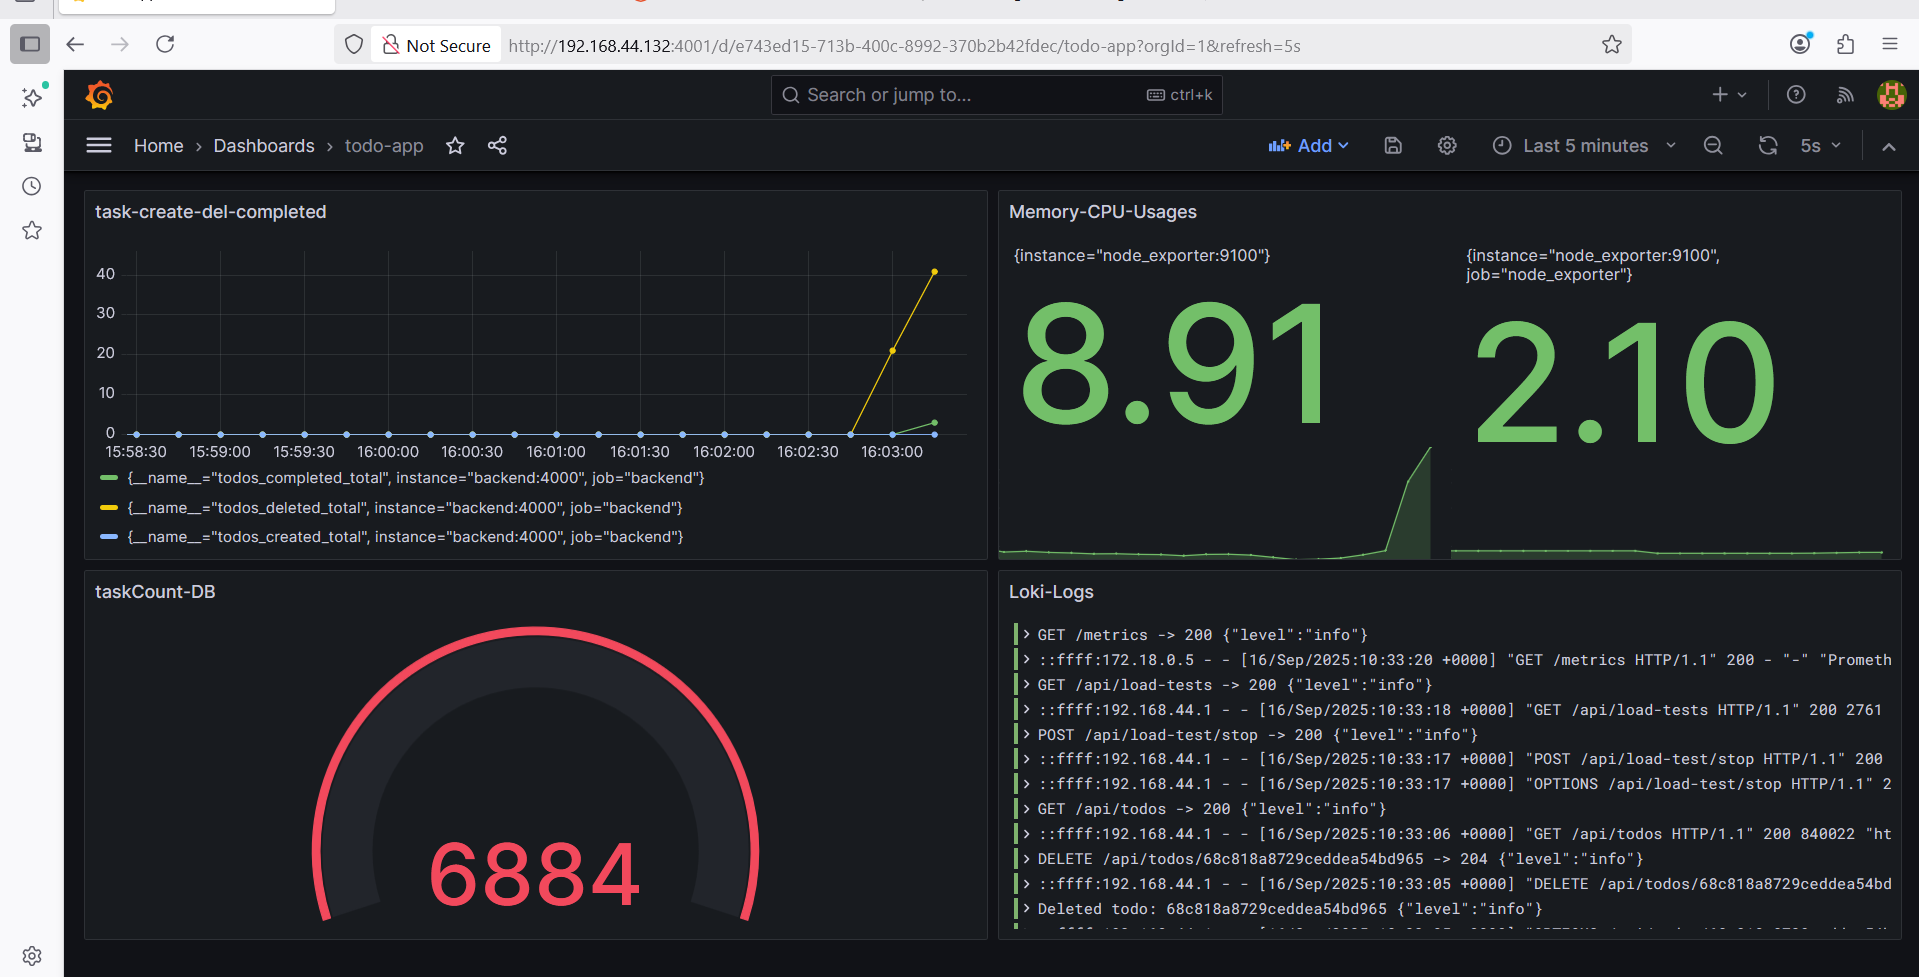 Not Secure
http://192.168.44.132:4001/d/e743ed15-713b-400c-8992-370b2b42fdec/todo-app?orgId=1&refresh=5s
Search or jump to...
ctrl+k
Home › Dashboards › todo-app
Add
Last 5 minutes
5s
task-create-del-completed
40
30
20
10
0
15:58:30 15:59:00 15:59:30 16:00:00 16:00:30 16:01:00 16:01:30 16:02:00 16:02:30 16:03:00
{__name__="todos_completed_total", instance="backend:4000", job="backend"}
{__name__="todos_deleted_total", instance="backend:4000", job="backend"}
{__name__="todos_created_total", instance="backend:4000", job="backend"}
Memory-CPU-Usages
{instance="node_exporter:9100"}
8.91
{instance="node_exporter:9100",
job="node_exporter"}
2.10
taskCount-DB
6884
Loki-Logs
GET /metrics -> 200 {"level":"info"}
::ffff:172.18.0.5 - - [16/Sep/2025:10:33:20 +0000] "GET /metrics HTTP/1.1" 200 - "-" "Prometh
GET /api/load-tests -> 200 {"level":"info"}
::ffff:192.168.44.1 - - [16/Sep/2025:10:33:18 +0000] "GET /api/load-tests HTTP/1.1" 200 2761
POST /api/load-test/stop -> 200 {"level":"info"}
::ffff:192.168.44.1 - - [16/Sep/2025:10:33:17 +0000] "POST /api/load-test/stop HTTP/1.1" 200
::ffff:192.168.44.1 - - [16/Sep/2025:10:33:17 +0000] "OPTIONS /api/load-test/stop HTTP/1.1" 2
GET /api/todos -> 200 {"level":"info"}
::ffff:192.168.44.1 - - [16/Sep/2025:10:33:06 +0000] "GET /api/todos HTTP/1.1" 200 840022 "ht
DELETE /api/todos/68c818a8729ceddea54bd965 -> 204 {"level":"info"}
::ffff:192.168.44.1 - - [16/Sep/2025:10:33:05 +0000] "DELETE /api/todos/68c818a8729ceddea54bd
Deleted todo: 68c818a8729ceddea54bd965 {"level":"info"}